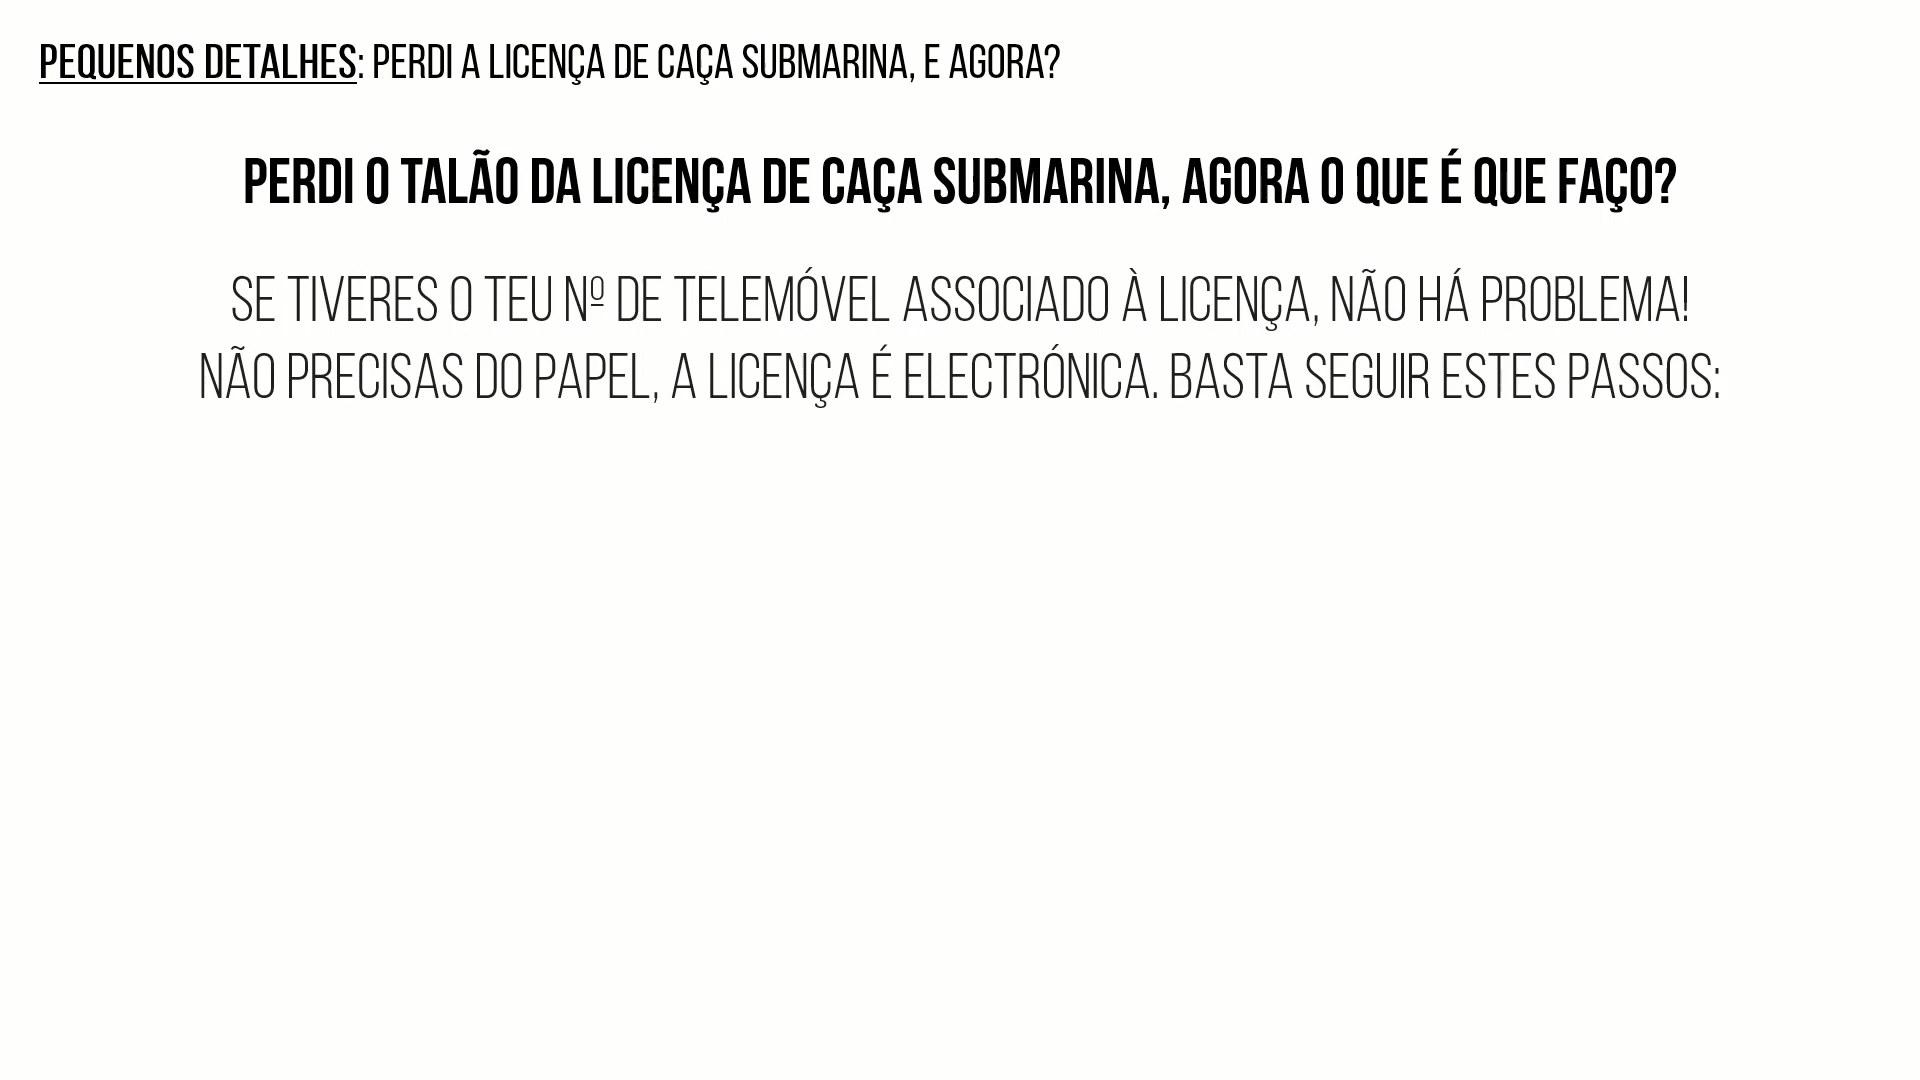 PEQUENOS DETALHES: PERDI A LICENÇA DE CAÇA SUBMARINA, E AGORA?
PERDI O TALÃO DA LICENÇA DE CAÇA SUBMARINA, AGORA O QUE É QUE FAÇO?
SE TIVERES O TEU Nº DE TELEMÓVEL ASSOCIADO À LICENÇA, NÃO HÁ PROBLEMA!
NÃO PRECISAS DO PAPEL, A LICENÇA É ELECTRÓNICA. BASTA SEGUIR ESTES PASSOS: